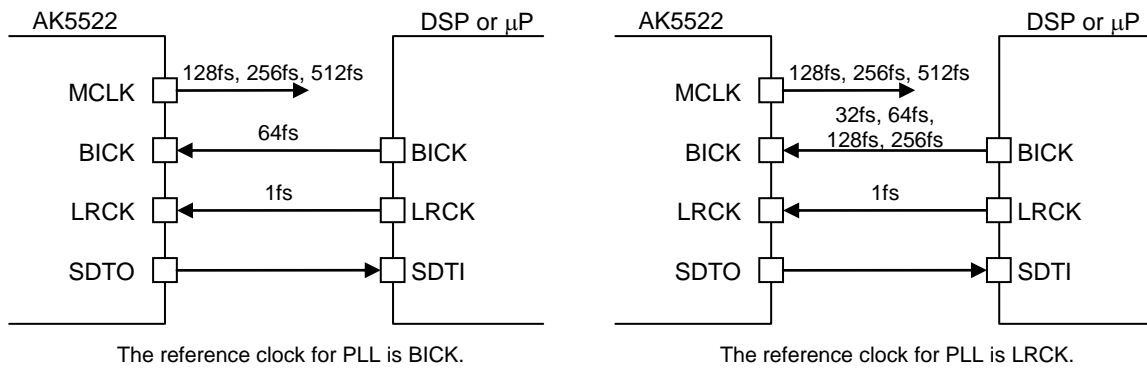 AK5522
DSP or μP
128fs, 256fs, 512fs
MCLK
64fs
BICK
BICK
1fs
LRCK
LRCK
SDTO
SDTI
The reference clock for PLL is BICK.
AK5522
DSP or μP
128fs, 256fs, 512fs
MCLK
32fs, 64fs,
128fs, 256fs
BICK
BICK
1fs
LRCK
LRCK
SDTO
SDTI
The reference clock for PLL is LRCK.